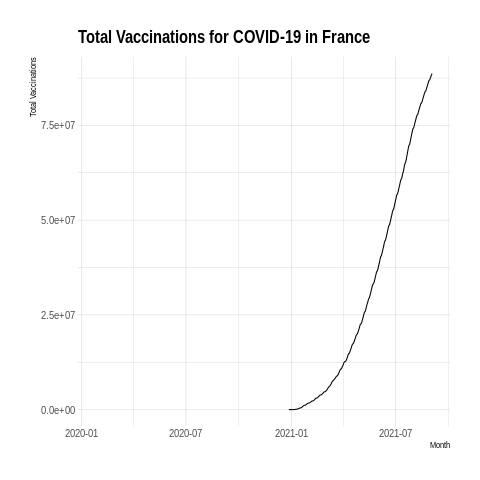 Total Vaccinations for COVID-19 in France
Total Vaccinations
7.5e+07
5.0e+07
2.5e+07
0.0e+00
2020-01 2020-07 2021-01 2021-07
Month